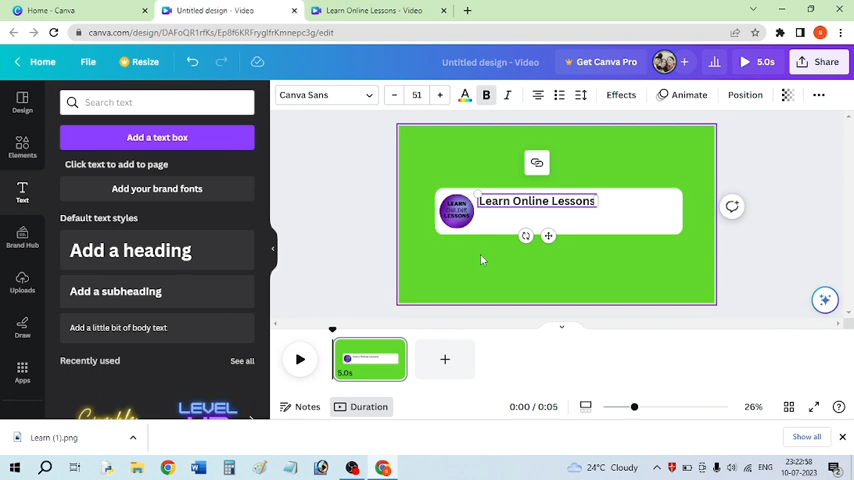 Home - Canva
Untitled design - Video
Learn Online Lessons - Video
canva.com/design/DAFoQR1rfKs/Ep8f6KRFryglfrKmnepc3g/edit
Home
File
Resize
Untitled design - Video
Get Canva Pro
5.0s
Share
Design
Elements
Text
Brand Hub
Uploads
Draw
Apps
Search text
Add a text box
Click text to add to page
Add your brand fonts
Default text styles
Add a heading
Add a subheading
Add a little bit of body text
Recently used
See all
LEVEL
Canva Sans
51
B
I
Effects
Animate
Position
LEARN
ONLINE
LESSONS
Learn Online Lessons
5.0s
Notes
Duration
0:00 / 0:05
26%
Learn (1).png
Show all
24°C Cloudy
ENG
23:22:58
10-07-2023